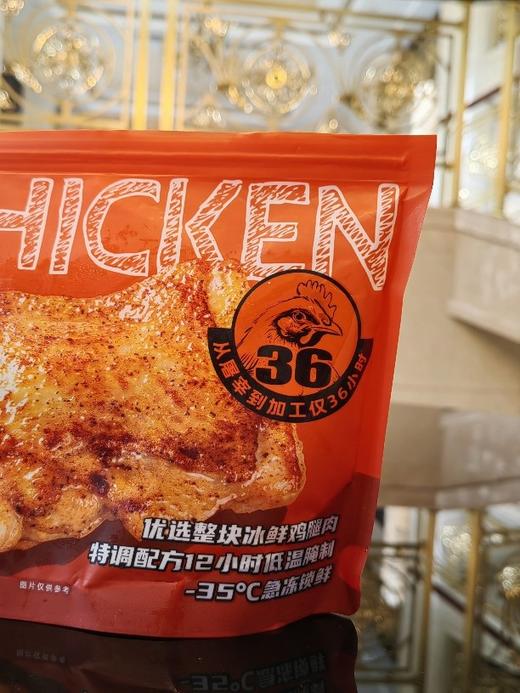 HICKEN
36
从屠宰到加工仅36小时
优选整块冰鲜鸡腿肉
特调配方12小时低温腌制
-35°C急冻锁鲜
图片仅供参考